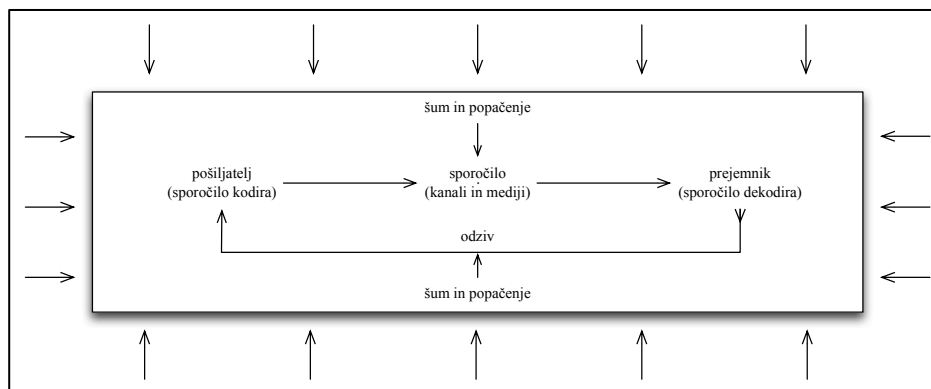 šum in popačenje
pošiljatelj
(sporočilo kodira)
sporočilo
(kanali in mediji)
prejemnik
(sporočilo dekodira)
odziv
šum in popačenje